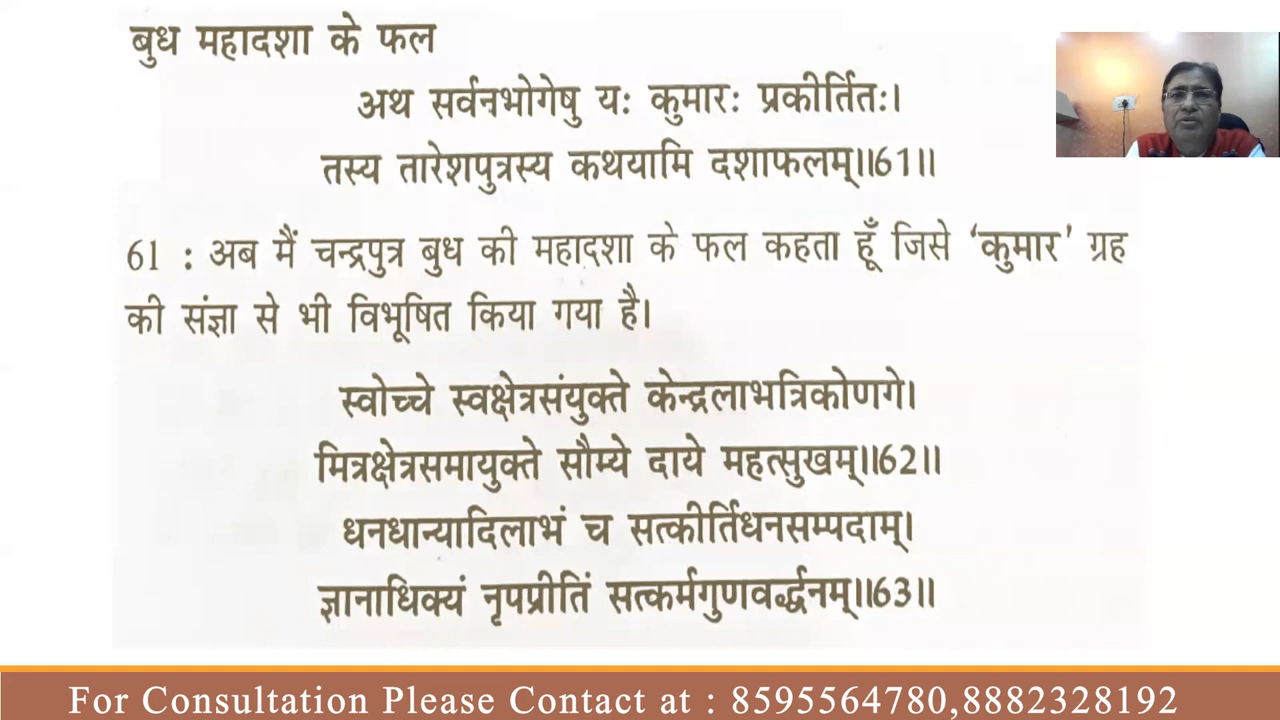 बुध महादशा के फल
अथ सर्वनभोगेषु यः कुमारः प्रकीर्तितः।
तस्य तारेशपुत्रस्य कथयामि दशाफलम्॥61॥
61 : अब मैं चन्द्रपुत्र बुध की महादशा के फल कहता हूँ जिसे ‘कुमार’ ग्रह
की संज्ञा से भी विभूषित किया गया है।
स्वोच्चे स्वक्षेत्रसंयुक्ते केन्द्रलाभत्रिकोणगे।
मित्रक्षेत्रसमायुक्ते सौम्ये दाये महत्सुखम्॥62॥
धनधान्यादिलाभं च सत्कीर्तिधनसम्पदाम्।
ज्ञानाधिक्यं नृपप्रीतिं सत्कर्मगुणवर्द्धनम्॥63॥
For Consultation Please Contact at : 8595564780,8882328192